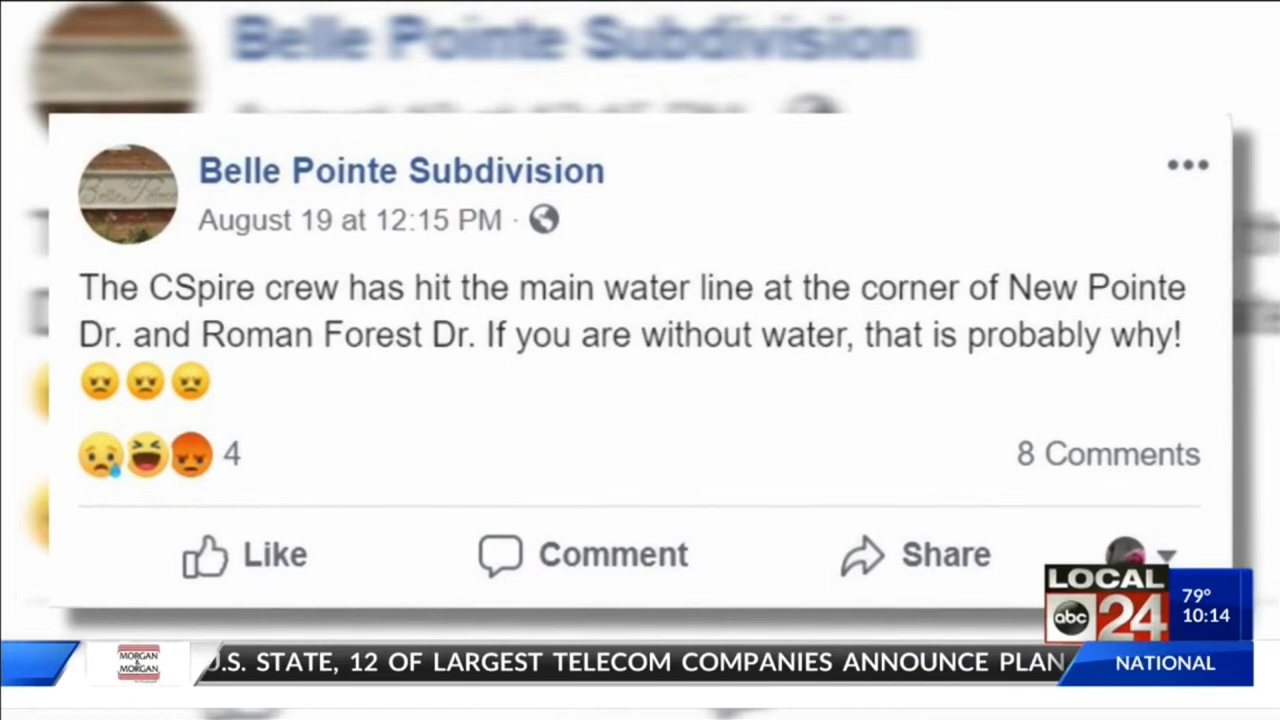 Belle Pointe Subdivision
Belle Pointe Subdivision
August 19 at 12:15 PM ·
The CSpire crew has hit the main water line at the corner of New Pointe
Dr. and Roman Forest Dr. If you are without water, that is probably why!
4
8 Comments
Like
Comment
Share
LOCAL
abc 24
79°
10:14
MORGAN
&
MORGAN
U.S. STATE, 12 OF LARGEST TELECOM COMPANIES ANNOUNCE PLAN
NATIONAL